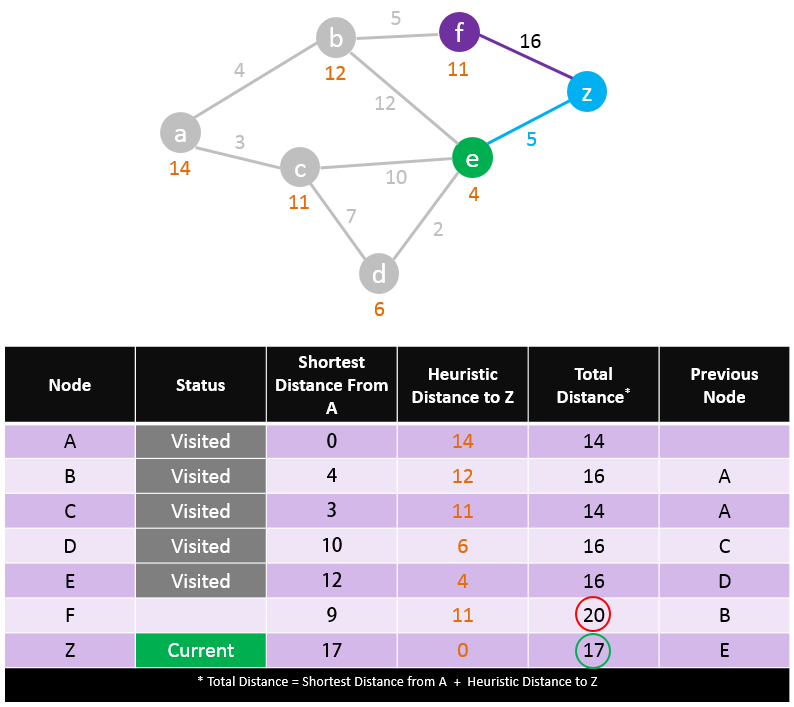 5
b
f
16
12
11
4
z
12
a
3
5
14
c
e
10
11
4
7
2
d
6
Node Status Shortest Distance From A Heuristic Distance to Z Total Distance* Previous Node
A Visited 0 14 14
B Visited 4 12 16 A
C Visited 3 11 14 A
D Visited 10 6 16 C
E Visited 12 4 16 D
F 9 11 20 B
Z Current 17 0 17 E
* Total Distance = Shortest Distance from A + Heuristic Distance to Z